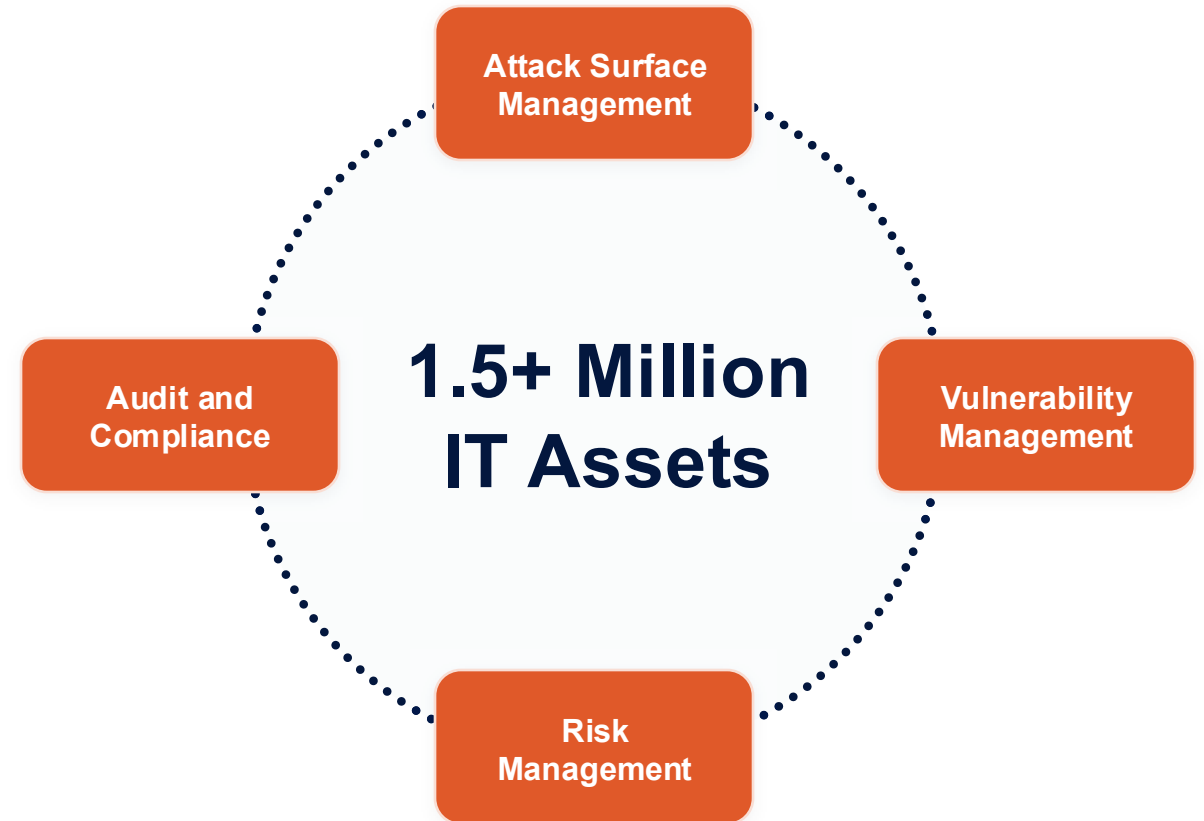 Attack Surface
Management
Audit and
Compliance
1.5+ Million
IT Assets
Vulnerability
Management
Risk
Management